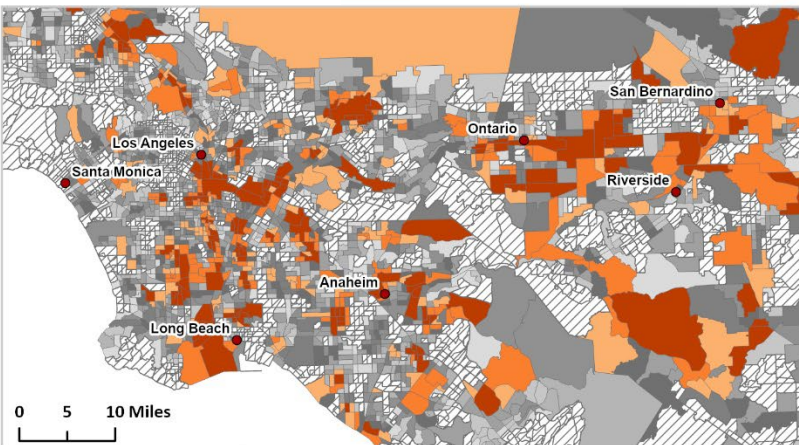 San Bernardino
Ontario
Los Angeles
Santa Monica
Riverside
Anaheim
Long Beach
0 5 10 Miles